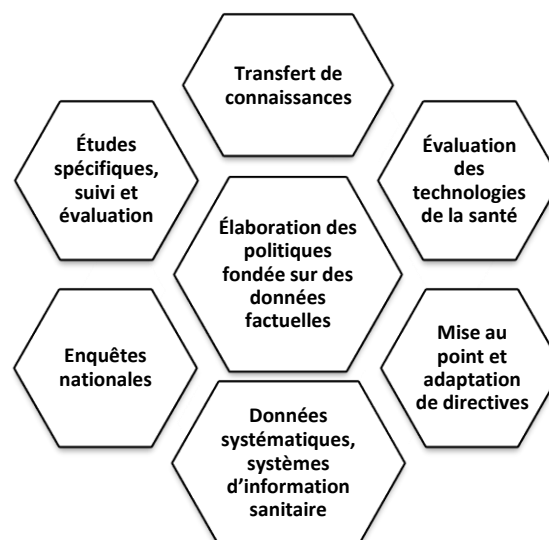 Transfert de
connaissances
Études
spécifiques,
suivi et
évaluation
Évaluation
des
technologies
de la santé
Élaboration des
politiques
fondée sur des
données
factuelles
Enquêtes
nationales
Mise au
point et
adaptation
de directives
Données
systématiques,
systèmes
d’information
sanitaire